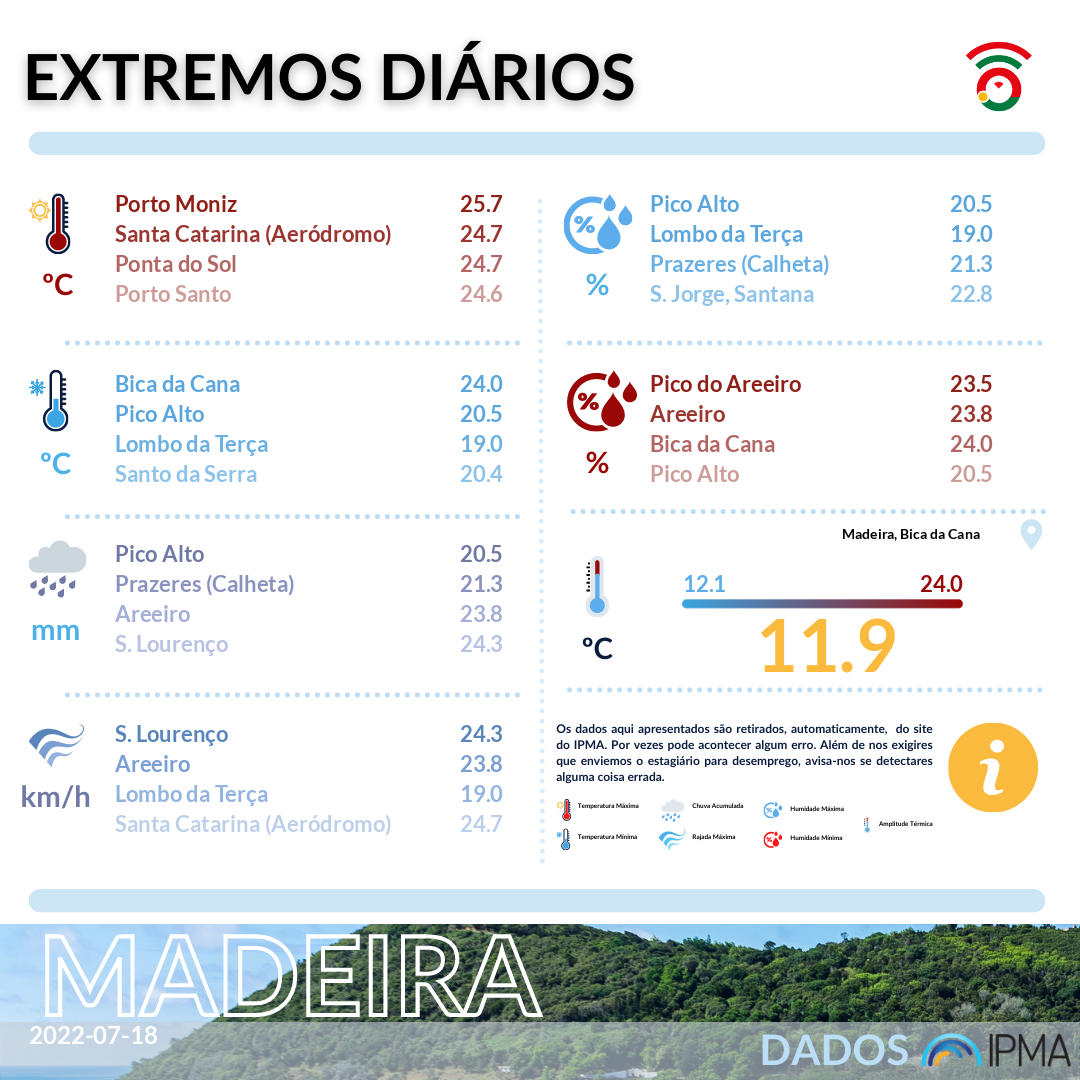 EXTREMOS DIÁRIOS
Porto Moniz 25.7
Santa Catarina (Aeródromo) 24.7
Ponta do Sol 24.7
Porto Santo 24.6
ºC
Bica da Cana 24.0
Pico Alto 20.5
Lombo da Terça 19.0
Santo da Serra 20.4
ºC
Pico Alto 20.5
Prazeres (Calheta) 21.3
Areeiro 23.8
S. Lourenço 24.3
mm
S. Lourenço 24.3
Areeiro 23.8
Lombo da Terça 19.0
Santa Catarina (Aeródromo) 24.7
km/h
%
Pico Alto 20.5
Lombo da Terça 19.0
Prazeres (Calheta) 21.3
S. Jorge, Santana 22.8
%
%
Pico do Areeiro 23.5
Areeiro 23.8
Bica da Cana 24.0
Pico Alto 20.5
%
Madeira, Bica da Cana
12.1 24.0
11.9
ºC
Os dados aqui apresentados são retirados, automaticamente, do site
do IPMA. Por vezes pode acontecer algum erro. Além de nos exigires
que enviemos o estagiário para desemprego, avisa-nos se detectares
alguma coisa errada.
i
Temperatura Máxima Chuva Acumulada Humidade Máxima
Amplitude Térmica
Temperatura Mínima Rajada Máxima Humidade Mínima
MADEIRA
2022-07-18
DADOS IPMA